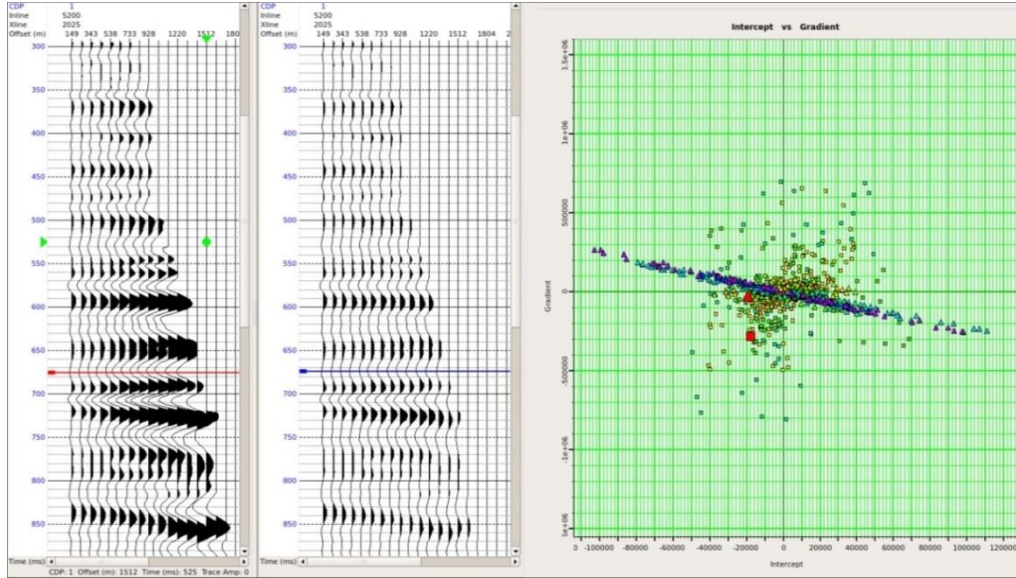 CDP 1
Inline 5200
Xline 2025
Offset (m) 149 343 538 733 928 1220 1512 180
300
350
400
450
500
550
600
650
700
750
800
850
Time (ms)
CDP: 1 Offset (m): 1512 Time (ms): 525 Trace Amp: 0
CDP 1
Inline 5200
Xline 2025
Offset (m) 149 343 538 733 928 1220 1512 1804 2
300
350
400
450
500
550
600
650
700
750
800
850
Time (ms)
Intercept vs Gradient
1.5e+06
1e+06
500000
0
-500000
-1e+06
5e+06
Gradient
0 -100000 -80000 -60000 -40000 -20000 0 20000 40000 60000 80000 100000 120000
Intercept